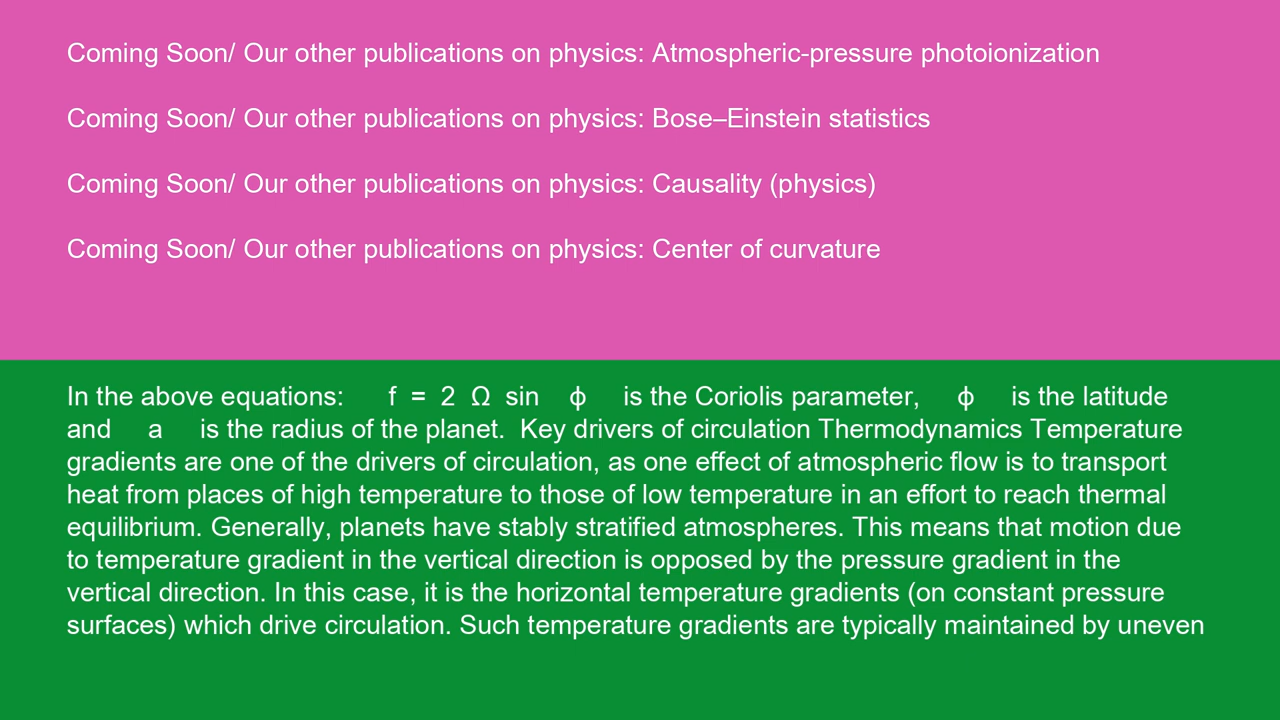 Coming Soon/ Our other publications on physics: Atmospheric-pressure photoionization
Coming Soon/ Our other publications on physics: Bose–Einstein statistics
Coming Soon/ Our other publications on physics: Causality (physics)
Coming Soon/ Our other publications on physics: Center of curvature
In the above equations: f = 2 Ω sin ϕ is the Coriolis parameter, ϕ is the latitude
and a is the radius of the planet. Key drivers of circulation Thermodynamics Temperature
gradients are one of the drivers of circulation, as one effect of atmospheric flow is to transport
heat from places of high temperature to those of low temperature in an effort to reach thermal
equilibrium. Generally, planets have stably stratified atmospheres. This means that motion due
to temperature gradient in the vertical direction is opposed by the pressure gradient in the
vertical direction. In this case, it is the horizontal temperature gradients (on constant pressure
surfaces) which drive circulation. Such temperature gradients are typically maintained by uneven